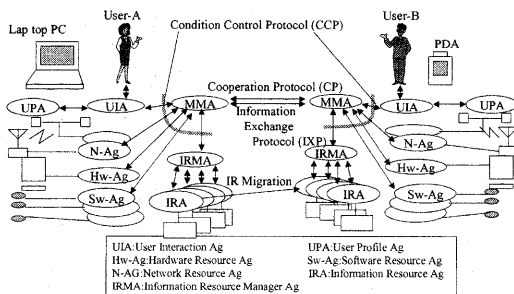 User-A
Condition Control Protocol (CCP)
User-B
Lap top PC
PDA
Cooperation Protocol (CP)
UPA
UIA
MMA
MMA
UIA
UPA
Information
Exchange
Protocol (IXP)
N-Ag
N-Ag
IRMA
IRMA
Hw-Ag
Hw-Ag
IR Migration
Sw-Ag
IRA
IRA
Sw-Ag
UIA:User Interaction Ag
UPA:User Profile Ag
Hw-Ag:Hardware Resource Ag
Sw-Ag:Software Resource Ag
N-AG:Network Resource Ag
IRA:Information Resource Ag
IRMA:Information Resource Manager Ag